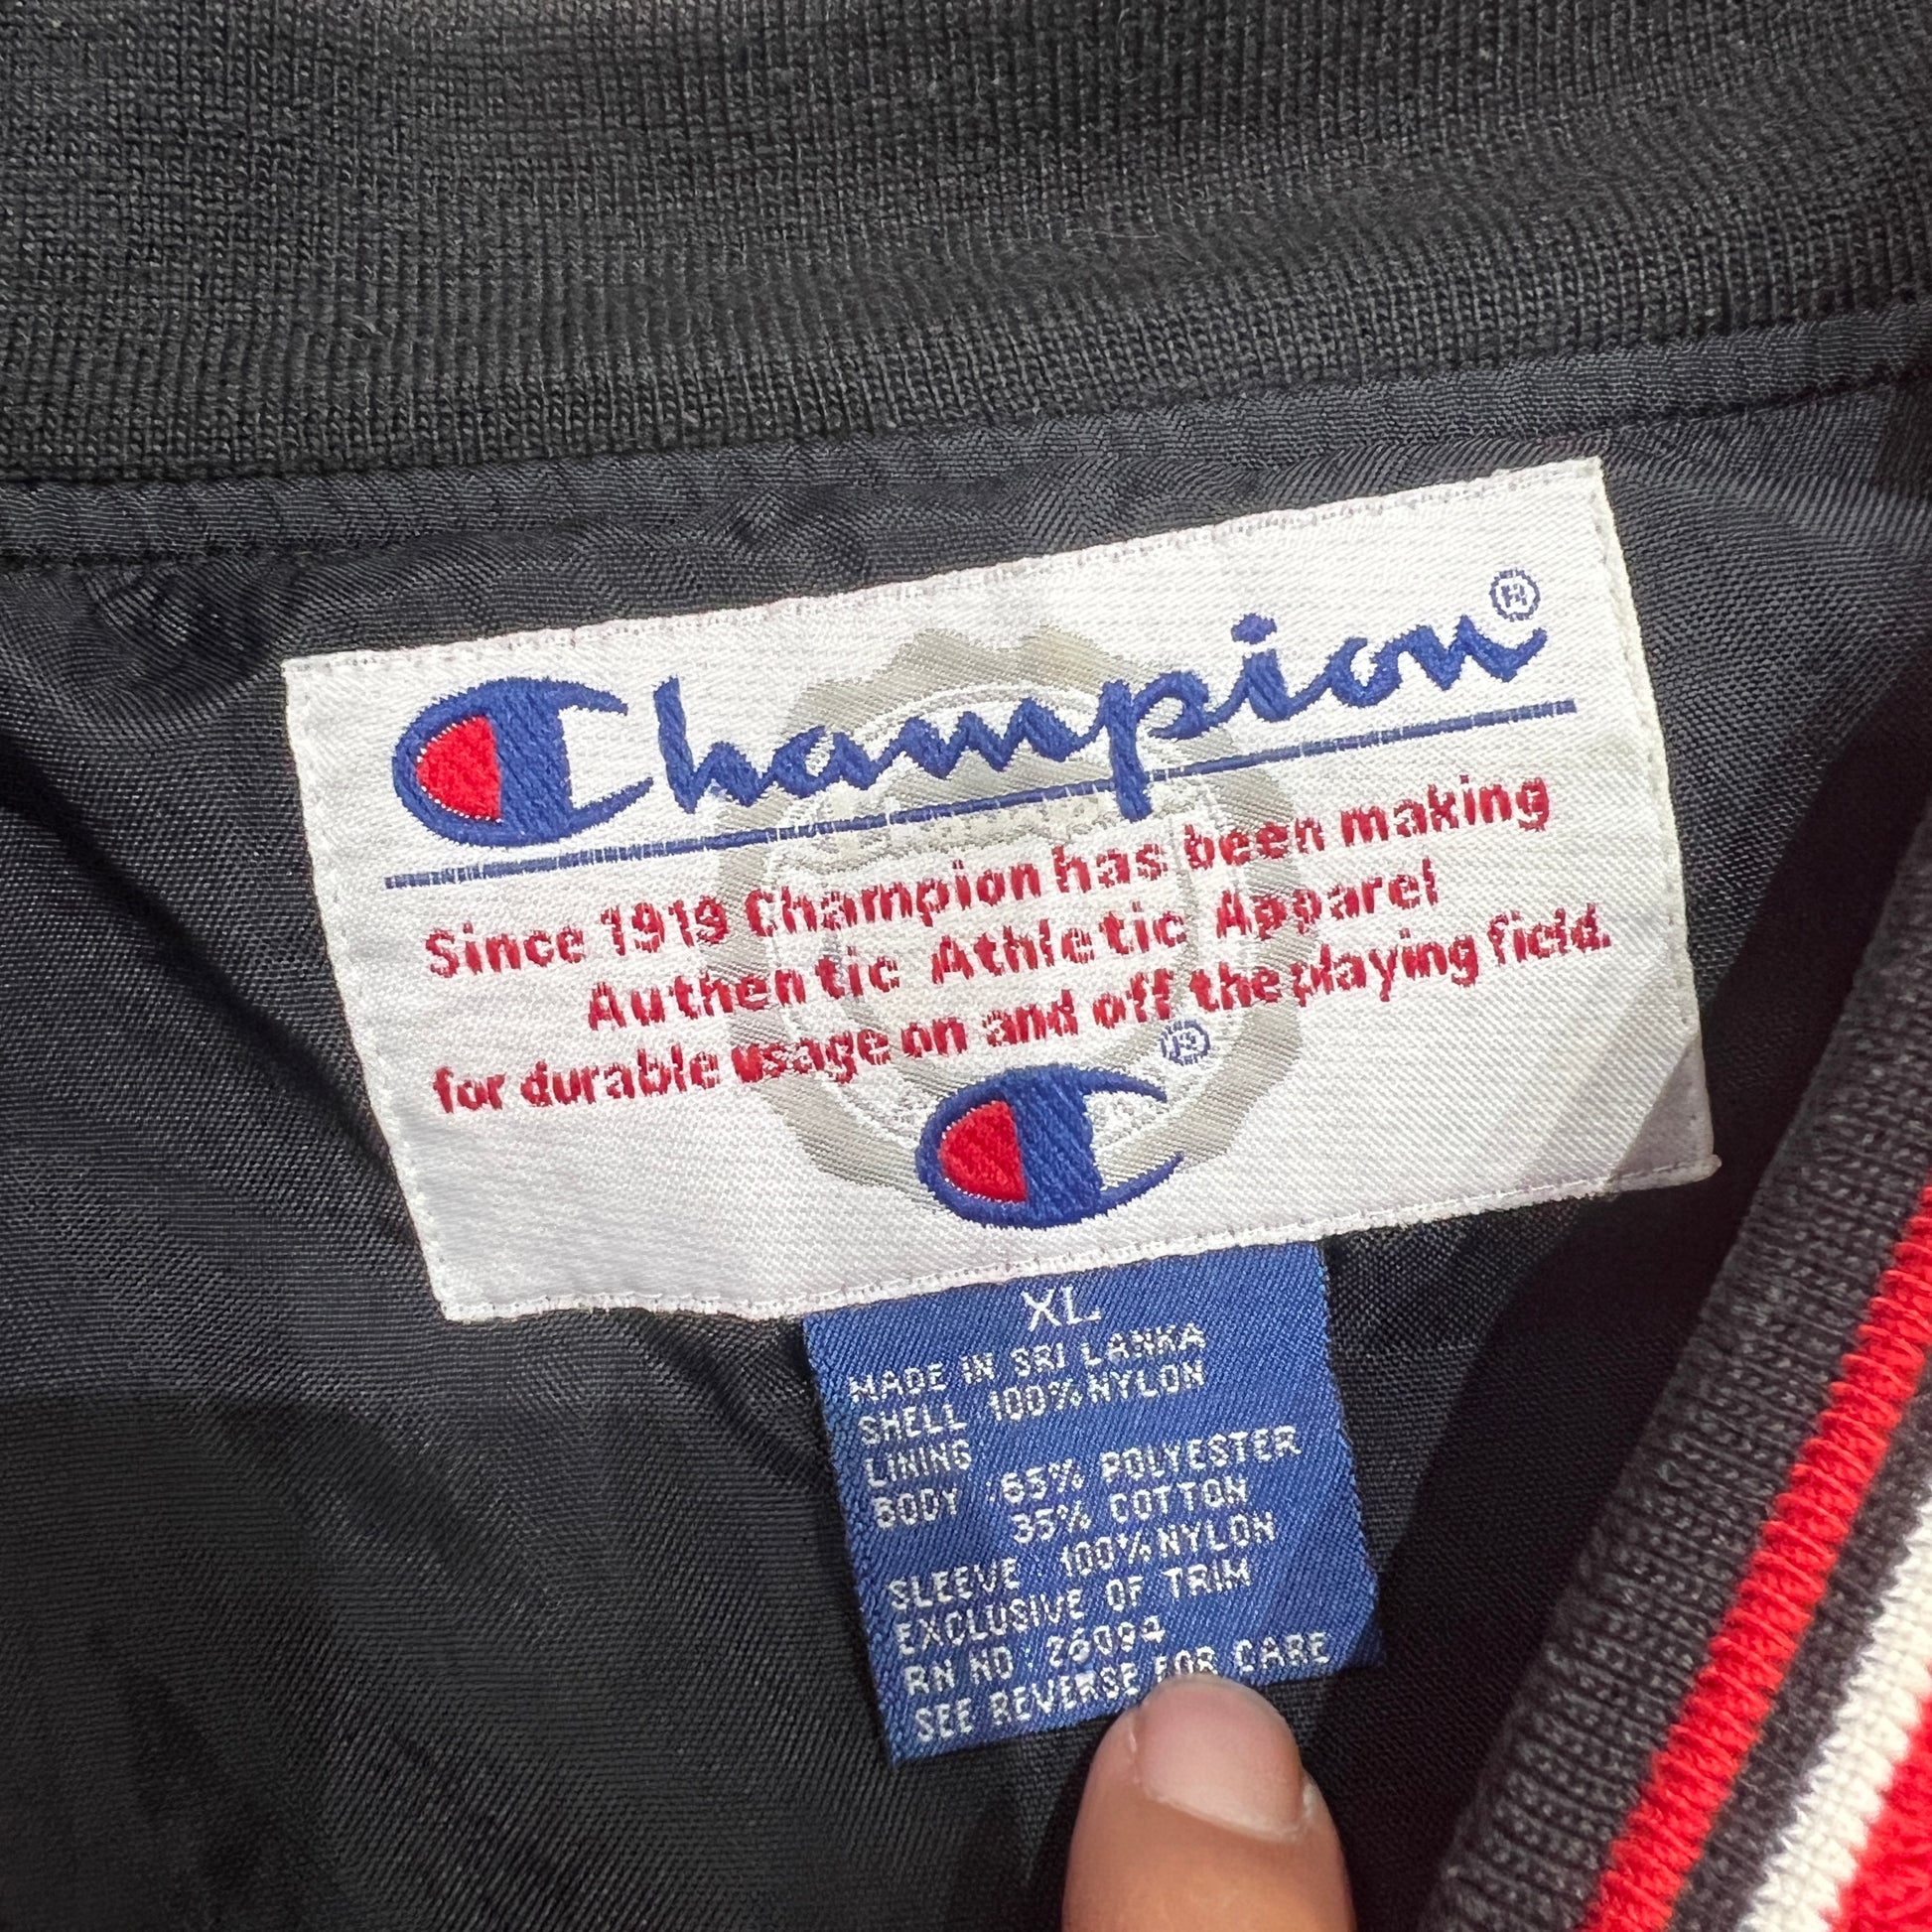 Champion®
Since 1919 Champion has been making
Authentic Athletic Apparel
for durable usage on and off the playing field.
®
XL
MADE IN SRI LANKA
SHELL 100% NYLON
LINING
BODY 65% POLYESTER
35% COTTON
SLEEVE 100% NYLON
EXCLUSIVE OF TRIM
RN NO 26094
SEE REVERSE FOR CARE